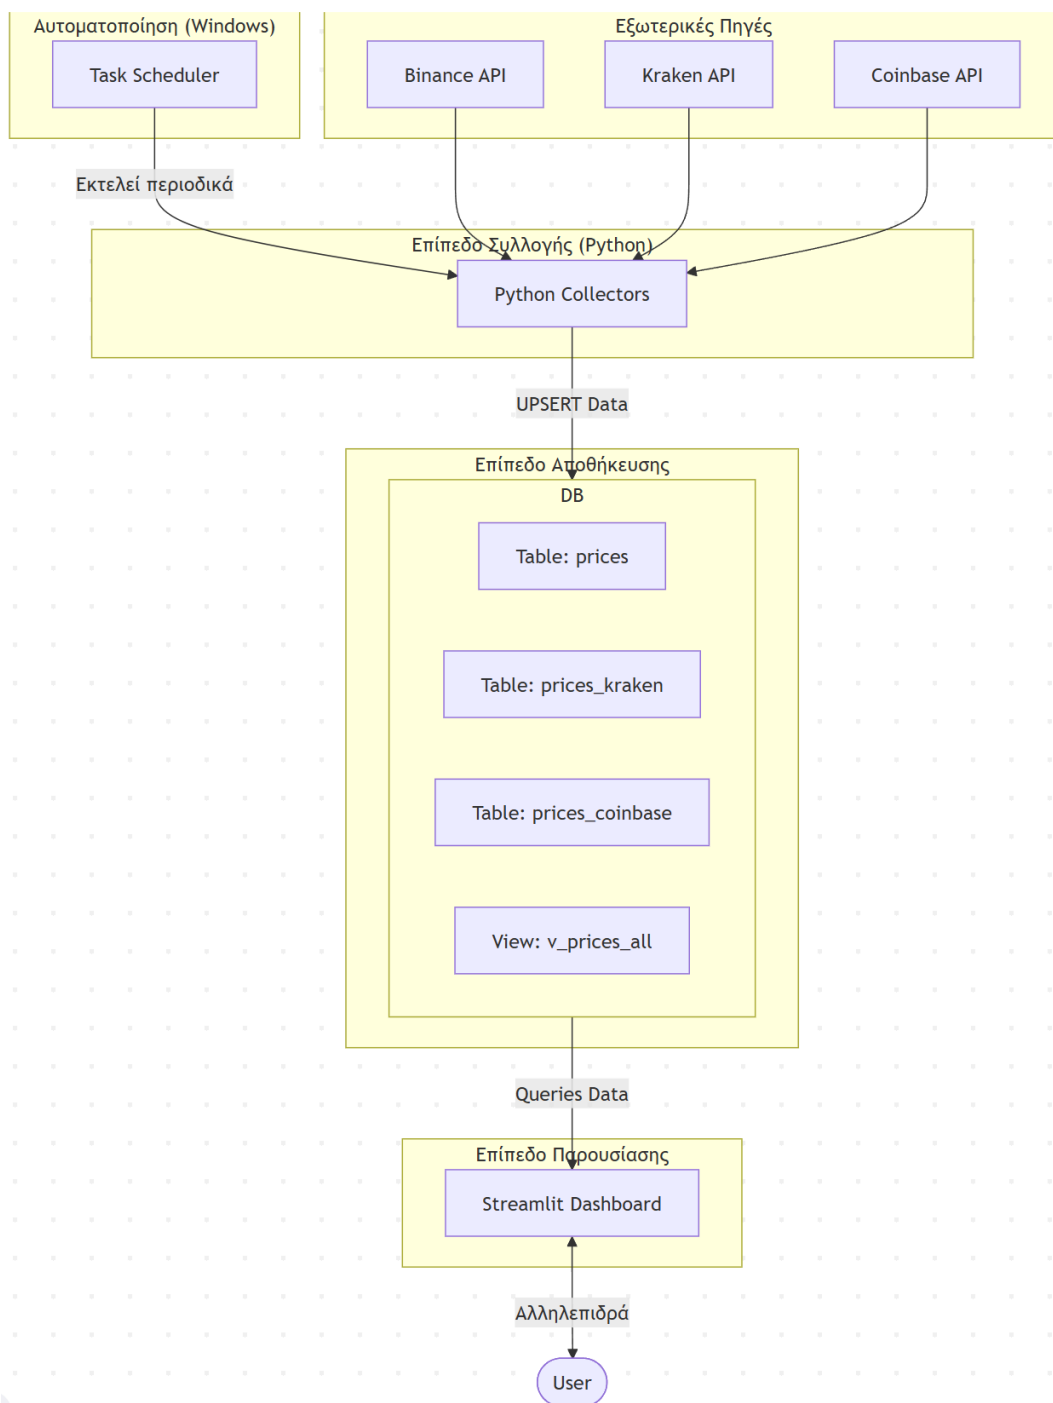 Αυτοματοποίηση (Windows)
Εξωτερικές Πηγές
Task Scheduler
Binance API
Kraken API
Coinbase API
Εκτελεί περιοδικά
Επίπεδο Συλλογής (Python)
Python Collectors
UPSERT Data
Επίπεδο Αποθήκευσης
DB
Table: prices
Table: prices_kraken
Table: prices_coinbase
View: v_prices_all
Queries Data
Επίπεδο Παρουσίασης
Streamlit Dashboard
Αλληλεπιδρά
User